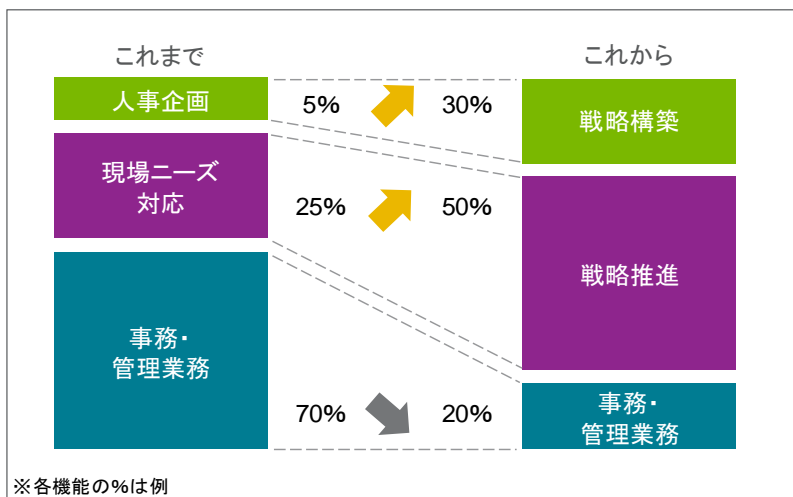 これまで
これから
人事企画
5%
30%
戦略構築
現場ニーズ
対応
25%
50%
戦略推進
事務・
管理業務
70%
20%
事務・
管理業務
※各機能の%は例